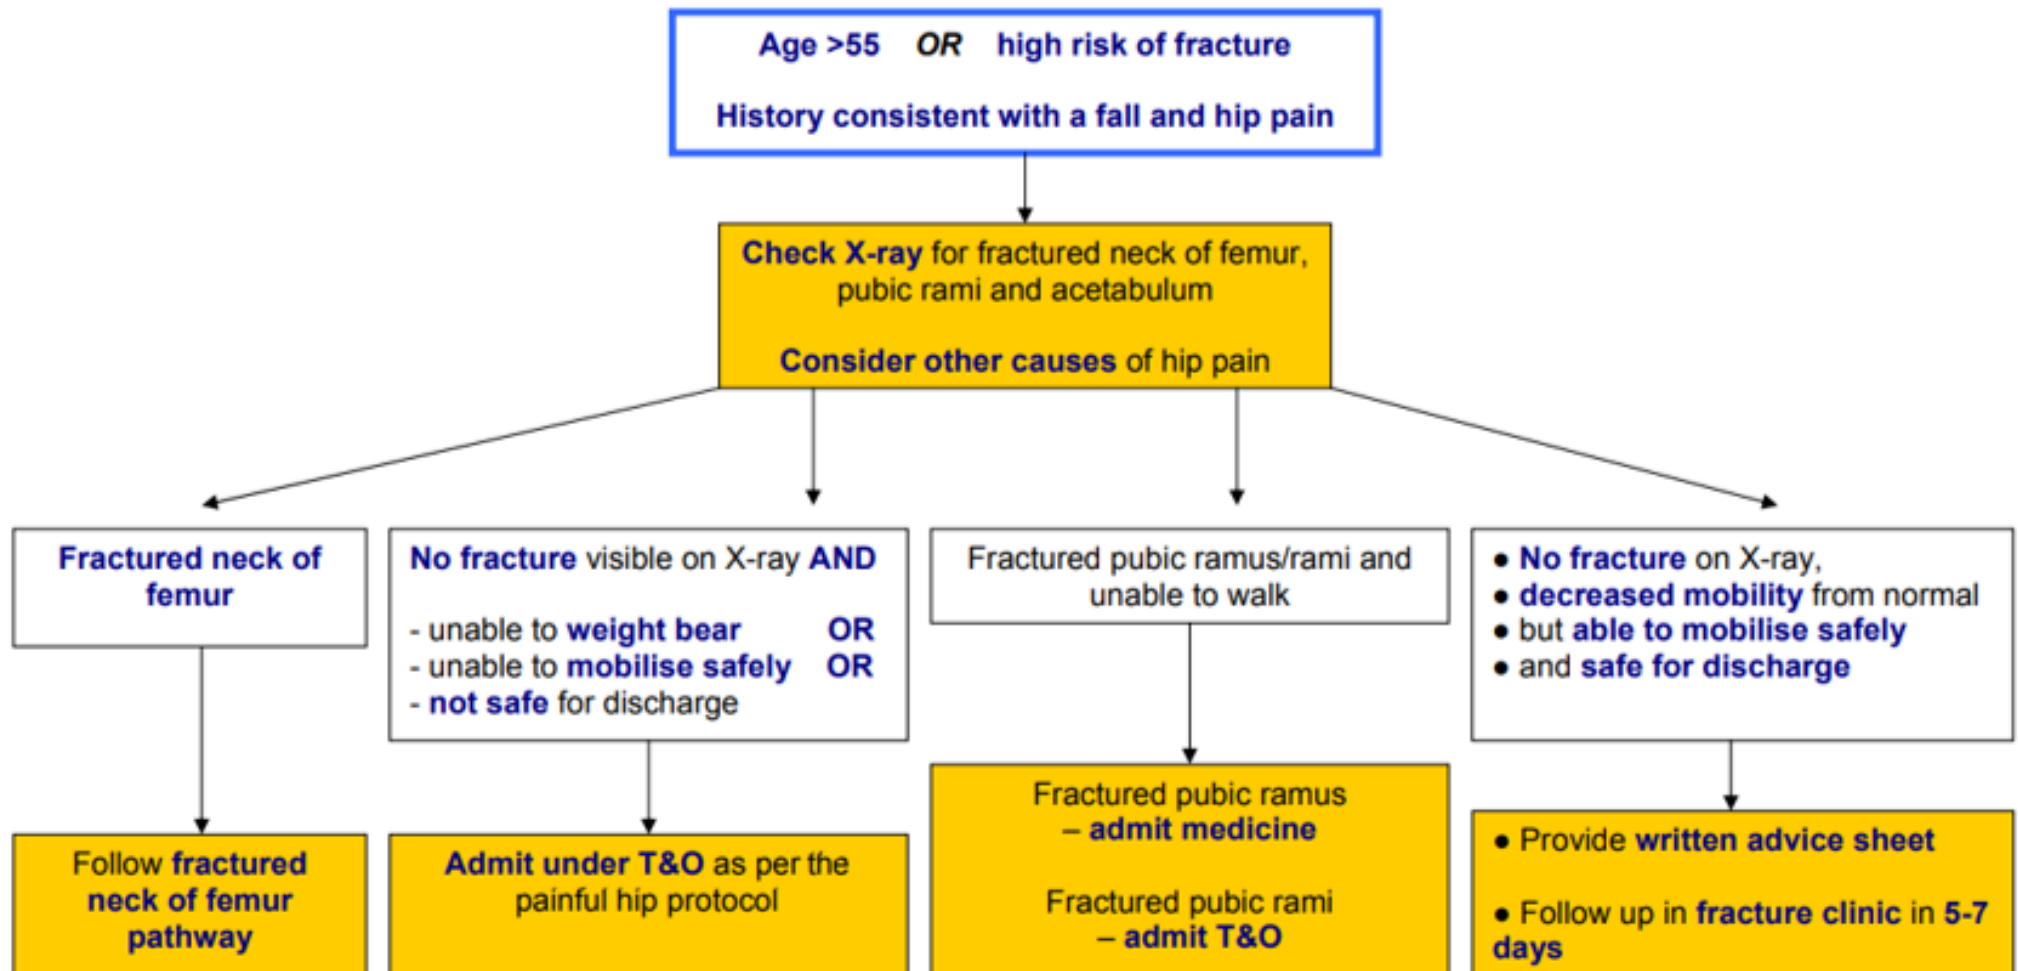 Age >55 OR high risk of fracture
History consistent with a fall and hip pain
Check X-ray for fractured neck of femur,
pubic rami and acetabulum
Consider other causes of hip pain
Fractured neck of
femur
No fracture visible on X-ray AND
- unable to weight bear OR
- unable to mobilise safely OR
- not safe for discharge
Fractured pubic ramus/rami and
unable to walk
● No fracture on X-ray,
● decreased mobility from normal
● but able to mobilise safely
● and safe for discharge
Follow fractured
neck of femur
pathway
Admit under T&O as per the
painful hip protocol
Fractured pubic ramus
– admit medicine
Fractured pubic rami
– admit T&O
● Provide written advice sheet
● Follow up in fracture clinic in 5-7
days